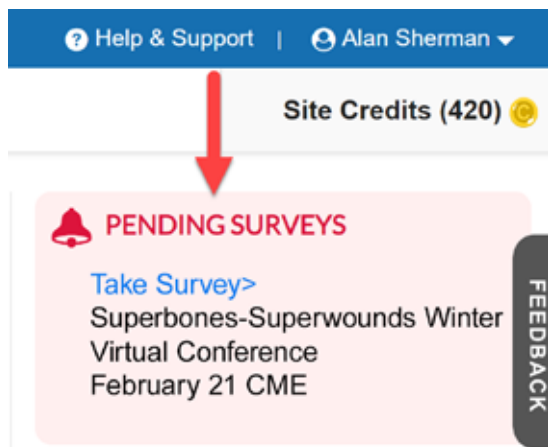 Help & Support | Alan Sherman
Site Credits (420)
PENDING SURVEYS
Take Survey>
Superbones-Superwounds Winter
Virtual Conference
February 21 CME
FEEDBACK